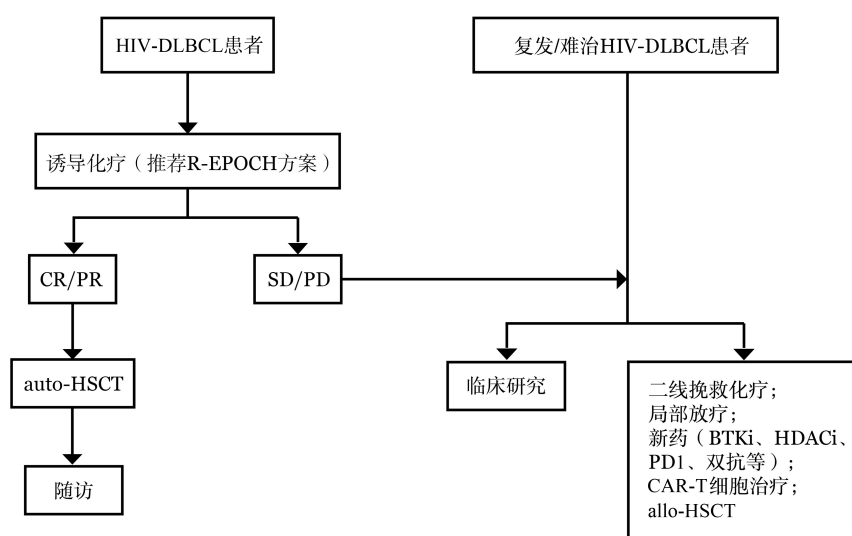 HIV-DLBCL患者
复发/难治HIV-DLBCL患者
诱导化疗（推荐R-EPOCH方案）
CR/PR
SD/PD
auto-HSCT
随访
临床研究
二线挽救化疗；
局部放疗；
新药（BTKi、HDACi、
PD1、双抗等）；
CAR-T细胞治疗；
allo-HSCT